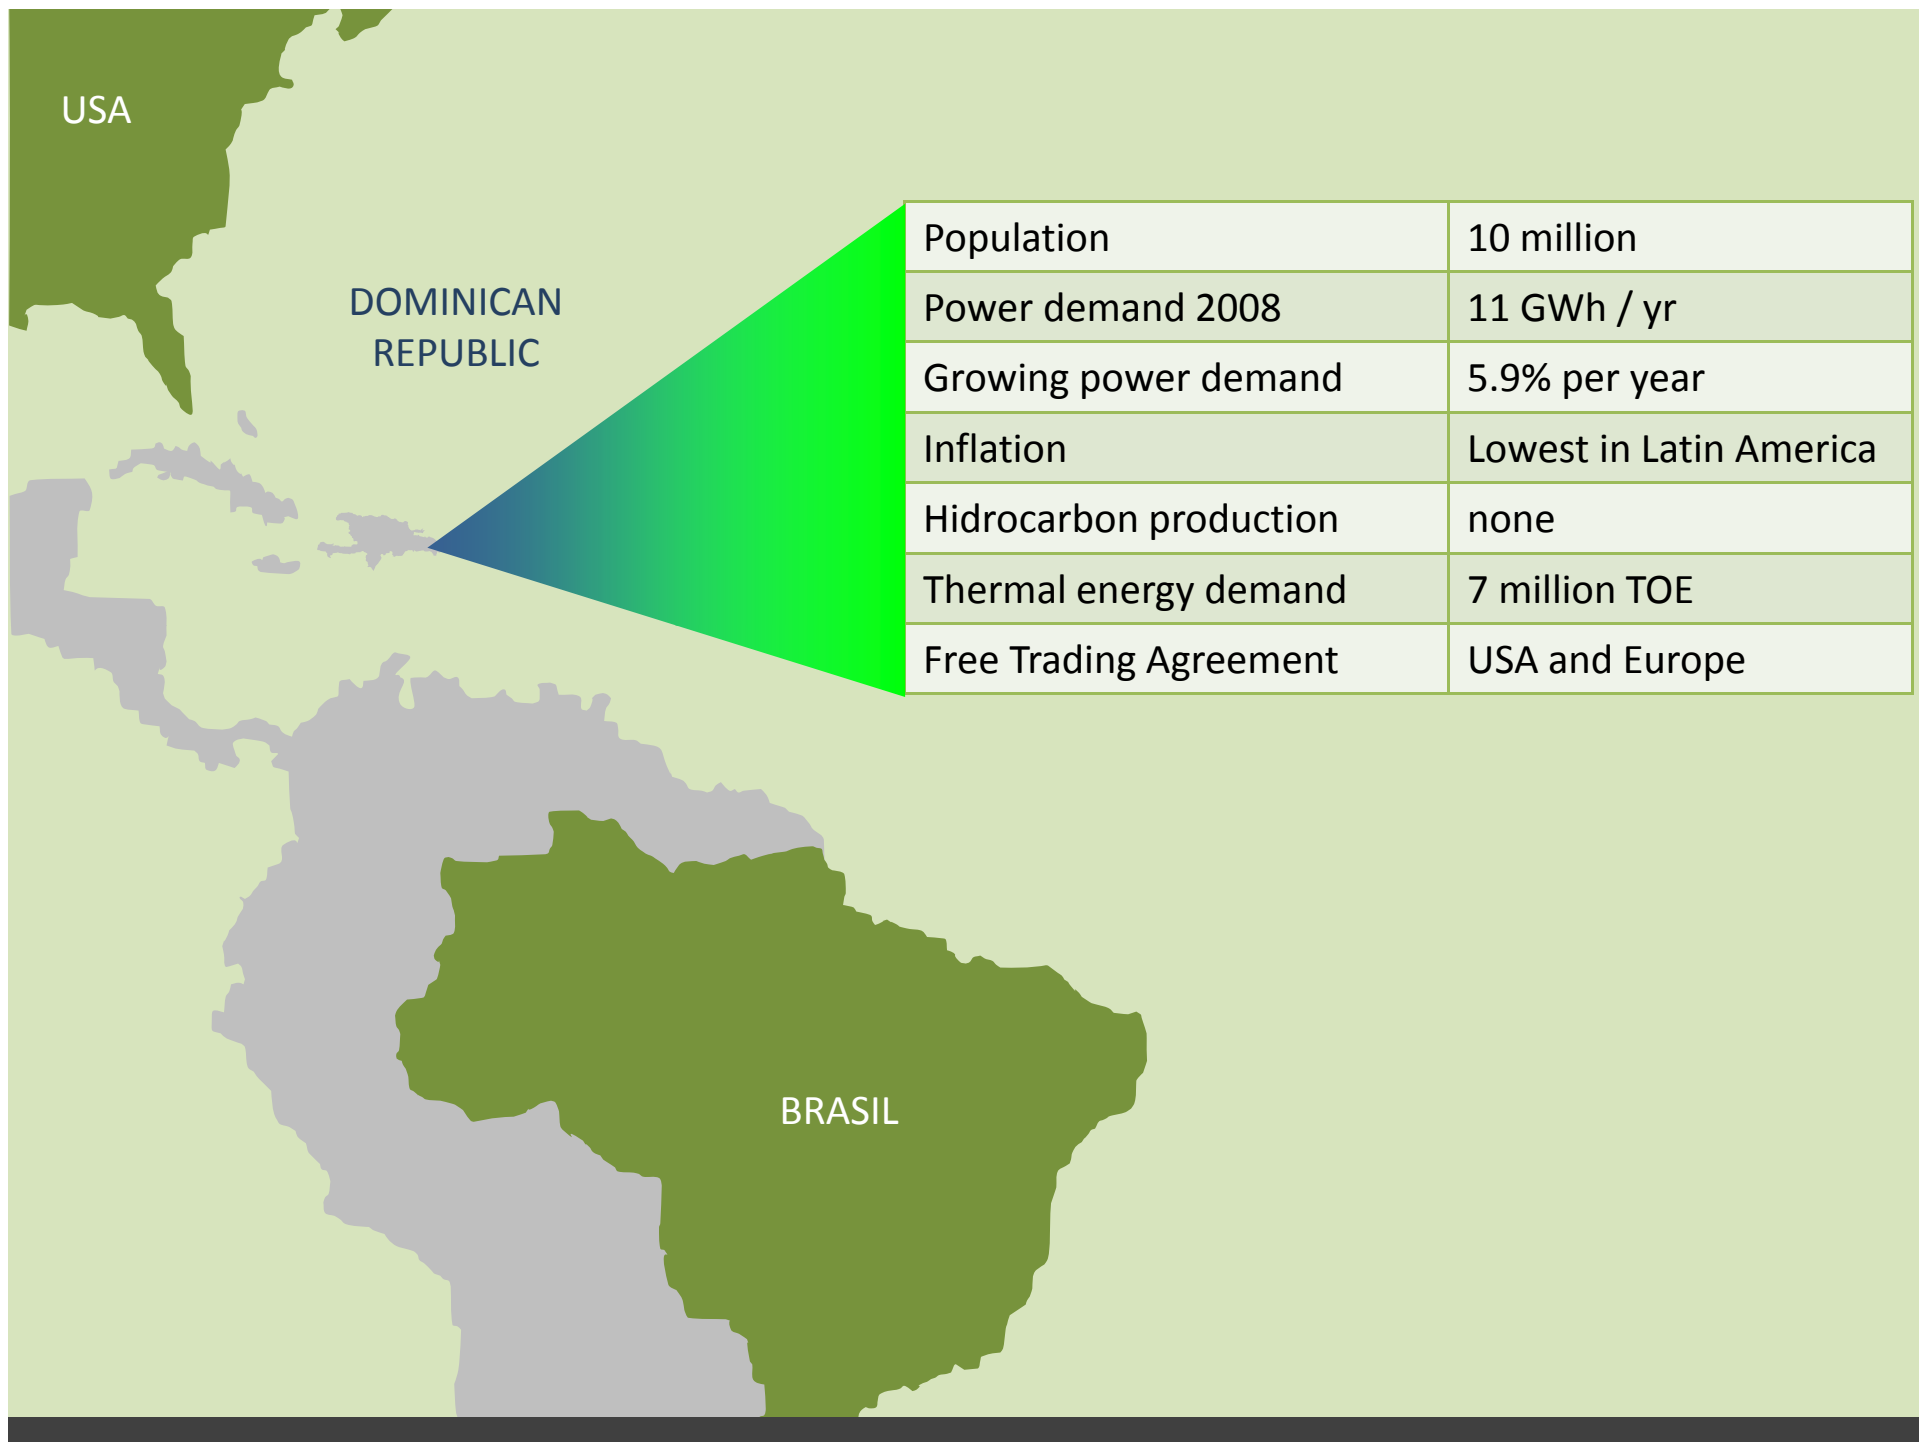 USA
DOMINICAN
REPUBLIC
Population 10 million
Power demand 2008 11 GWh / yr
Growing power demand 5.9% per year
Inflation Lowest in Latin America
Hidrocarbon production none
Thermal energy demand 7 million TOE
Free Trading Agreement USA and Europe
BRASIL